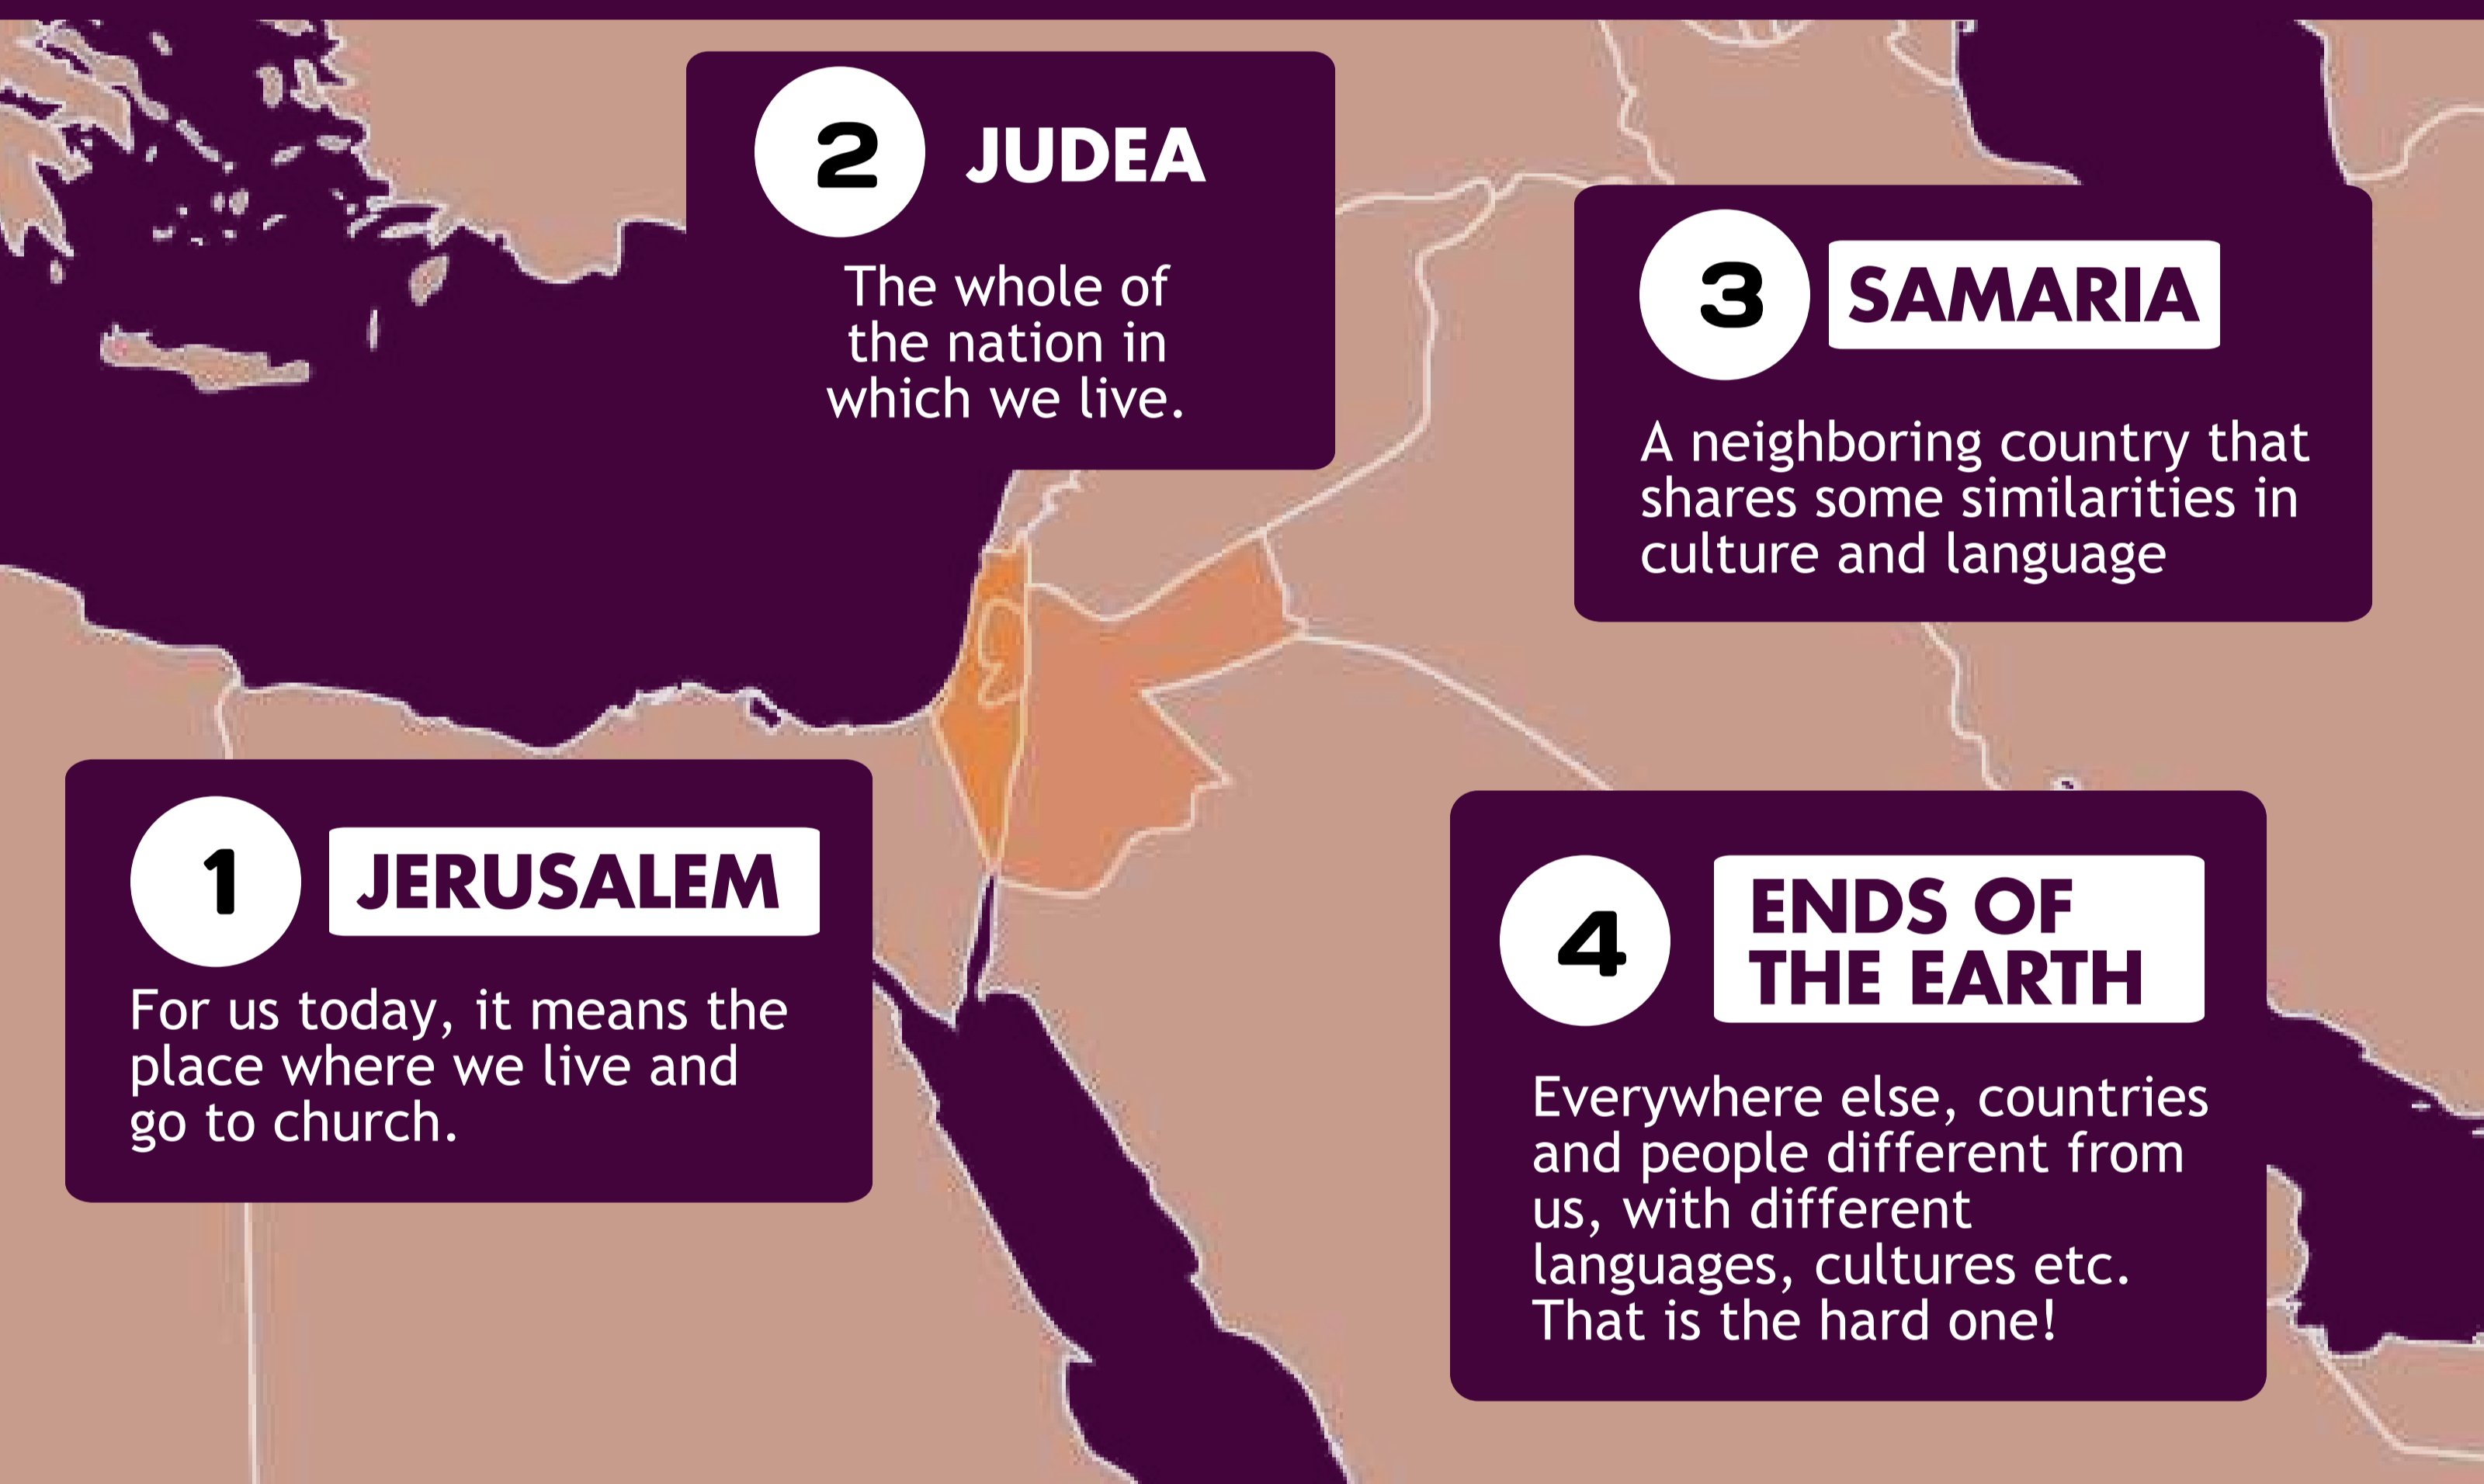 1
JERUSALEM
For us today, it means the
place where we live and
go to church.
2
JUDEA
The whole of
the nation in
which we live.
3
SAMARIA
A neighboring country that
shares some similarities in
culture and language
4
ENDS OF
THE EARTH
Everywhere else, countries
and people different from
us, with different
languages, cultures etc.
That is the hard one!